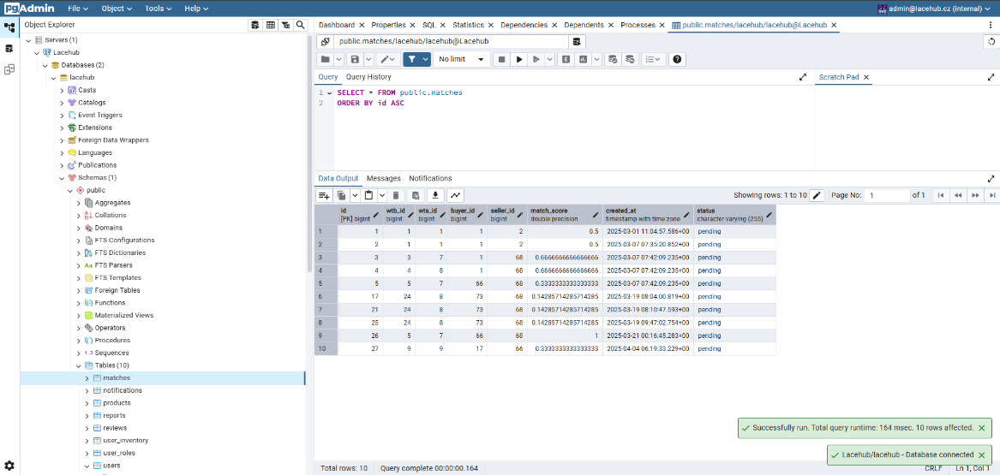 pgAdmin File Object Tools Help admin@lacehub.cz (internal)
Object Explorer
Dashboard Properties SQL Statistics Dependencies Dependents Processes public.matches/lacehub/lacehub@Lacehub
public.matches/lacehub/lacehub@Lacehub
No limit
E
Query Query History
Scratch Pad
1 SELECT * FROM public.matches
2 ORDER BY id ASC
Servers (1)
Lacehub
Databases (2)
lacehub
Casts
Catalogs
Event Triggers
Extensions
Foreign Data Wrappers
Languages
Publications
Schemas (1)
public
Aggregates
Collations
Domains
FTS Configurations
FTS Dictionaries
Aa FTS Parsers
FTS Templates
Foreign Tables
Functions
Materialized Views
Operators
Procedures
1..3 Sequences
Tables (10)
matches
notifications
products
reports
reviews
user_inventory
user_roles
users
Data Output Messages Notifications
Showing rows: 1 to 10 Page No: 1 of 1
id wtb_id wts_id buyer_id seller_id match_score created_at status
[PK] bigint bigint bigint bigint bigint double precision timestamp with time zone character varying (255)
1 1 1 1 1 2 0.5 2025-03-01 11:04:57.586+00 pending
2 2 1 1 1 2 0.5 2025-03-07 07:35:20.852+00 pending
3 3 3 7 1 68 0.6666666666666666 2025-03-07 07:42:09.235+00 pending
4 4 4 8 1 68 0.6666666666666666 2025-03-07 07:42:09.235+00 pending
5 5 5 7 66 68 0.3333333333333333 2025-03-07 07:42:09.235+00 pending
6 17 24 8 73 68 0.14285714285714285 2025-03-19 08:04:00.819+00 pending
7 21 24 8 73 68 0.14285714285714285 2025-03-19 08:10:47.593+00 pending
8 25 24 8 73 68 0.14285714285714285 2025-03-19 09:47:02.754+00 pending
9 26 5 7 66 68 1 2025-03-21 00:16:45.283+00 pending
10 27 9 9 17 66 0.3333333333333333 2025-04-04 06:19:33.229+00 pending
Successfully run. Total query runtime: 164 msec. 10 rows affected.
Lacehub/lacehub - Database connected
Total rows: 10 Query complete 00:00:00.164 CRLF Ln 1, Col 1